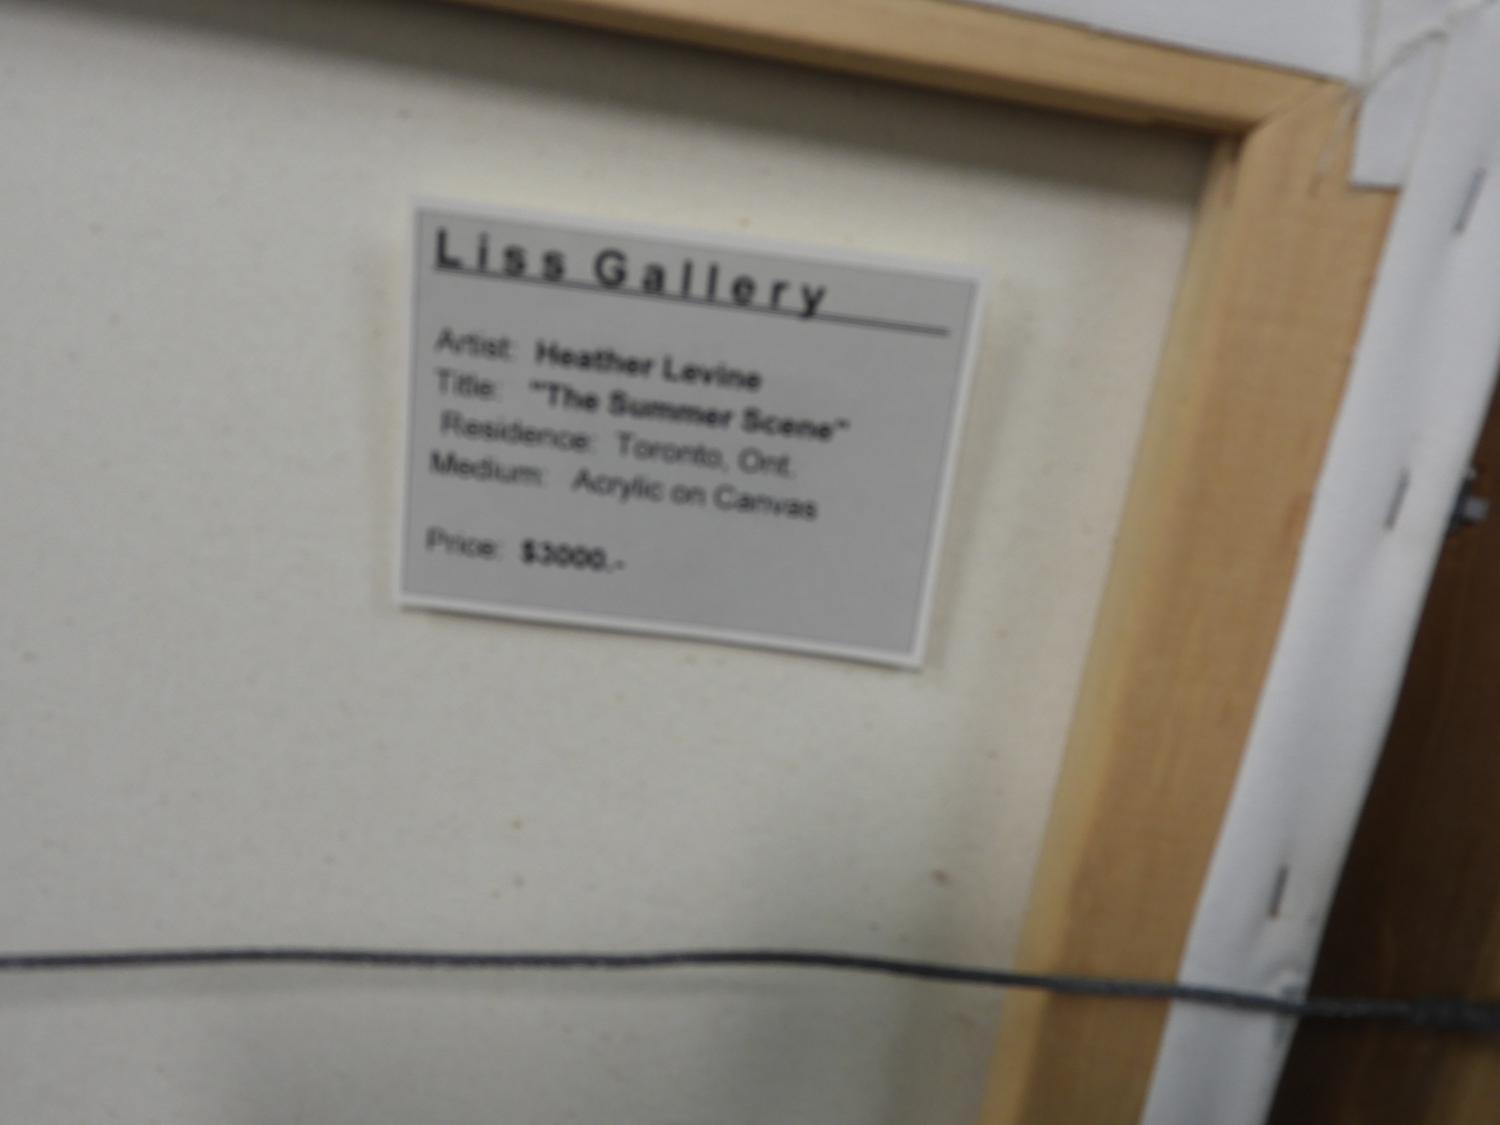 Liss Gallery
Artist: Heather Levine
Title: "The Summer Scene"
Residence: Toronto, Ont.
Medium: Acrylic on Canvas
Price: $3000.-